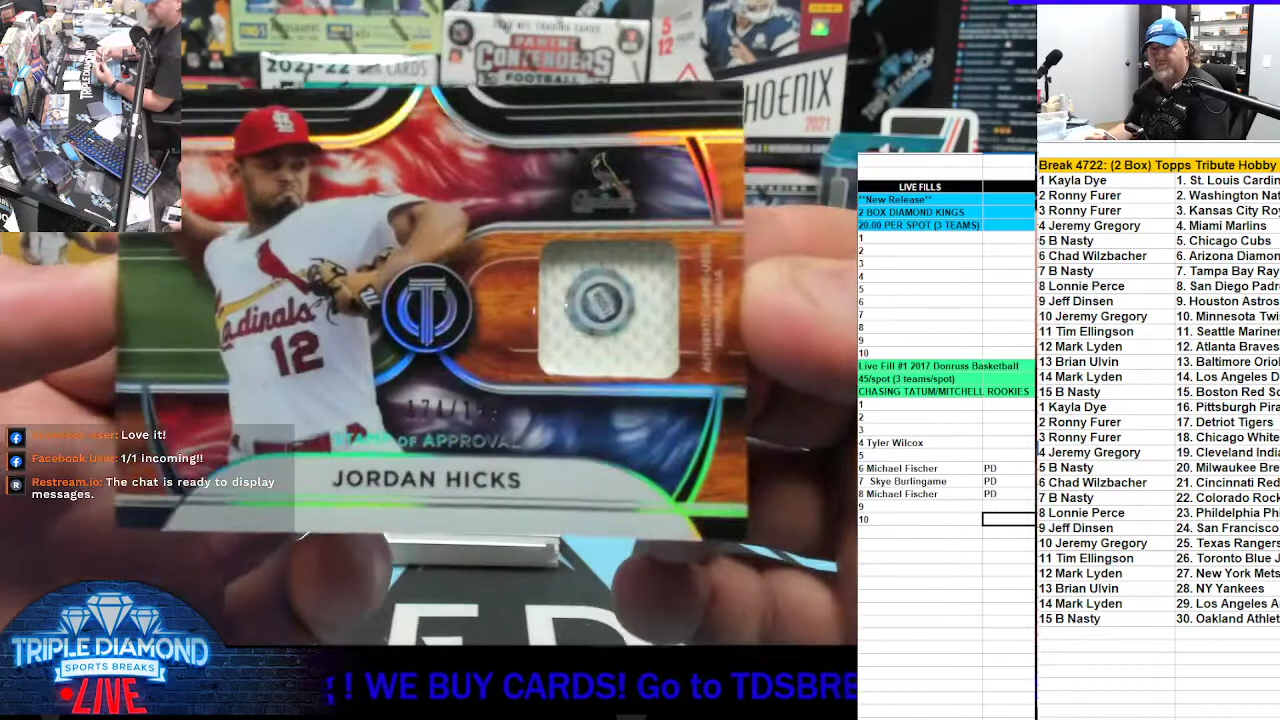 2021-22
CARDS
PANINI
CONTENDERS
FOOTBALL
5
12
PHOENIX
2021
TRIPLE
12
AUTHENTIC
STAMP OF APPROVAL
JORDAN HICKS
Love it!
Facebook User: 1/1 incoming!!
Restream.io: The chat is ready to display
messages.
TRIPLE DIAMOND
SPORTS BREAKS
LIVE
! WE BUY CARDS! Go to TDSBRE
LIVE FILLS
**New Release**
2 BOX DIAMOND KINGS
20.00 PER SPOT (3 TEAMS)
1
2
3
4
5
6
7
8
9
10
Live Fill #1 2017 Donruss Basketball
45/spot (3 teams/spot)
CHASING TATUM/MITCHELL ROOKIES
1
2
3
4 Tyler Wilcox
5
6 Michael Fischer PD
7 Skye Burlingame PD
8 Michael Fischer PD
9
10
Break 4722: (2 Box) Topps Tribute Hobby
1 Kayla Dye 1. St. Louis Cardin
2 Ronny Furer 2. Washington Nat
3 Ronny Furer 3. Kansas City Ro
4 Jeremy Gregory 4. Miami Marlins
5 B Nasty 5. Chicago Cubs
6 Chad Wilzbacher 6. Arizona Diamon
7 B Nasty 7. Tampa Bay Ray
8 Lonnie Perce 8. San Diego Padr
9 Jeff Dinsen 9. Houston Astros
10 Jeremy Gregory 10. Minnesota Twi
11 Tim Ellingson 11. Seattle Mariner
12 Mark Lyden 12. Atlanta Braves
13 Brian Ulvin 13. Baltimore Orio
14 Mark Lyden 14. Los Angeles D
15 B Nasty 15. Boston Red So
1 Kayla Dye 16. Pittsburgh Pira
2 Ronny Furer 17. Detriot Tigers
3 Ronny Furer 18. Chicago White
4 Jeremy Gregory 19. Cleveland India
5 B Nasty 20. Milwaukee Bre
6 Chad Wilzbacher 21. Cincinnati Red
7 B Nasty 22. Colorado Rock
8 Lonnie Perce 23. Philedelphia Phi
9 Jeff Dinsen 24. San Francisco
10 Jeremy Gregory 25. Texas Rangers
11 Tim Ellingson 26. Toronto Blue J
12 Mark Lyden 27. New York Mets
13 Brian Ulvin 28. NY Yankees
14 Mark Lyden 29. Los Angeles A
15 B Nasty 30. Oakland Athlet